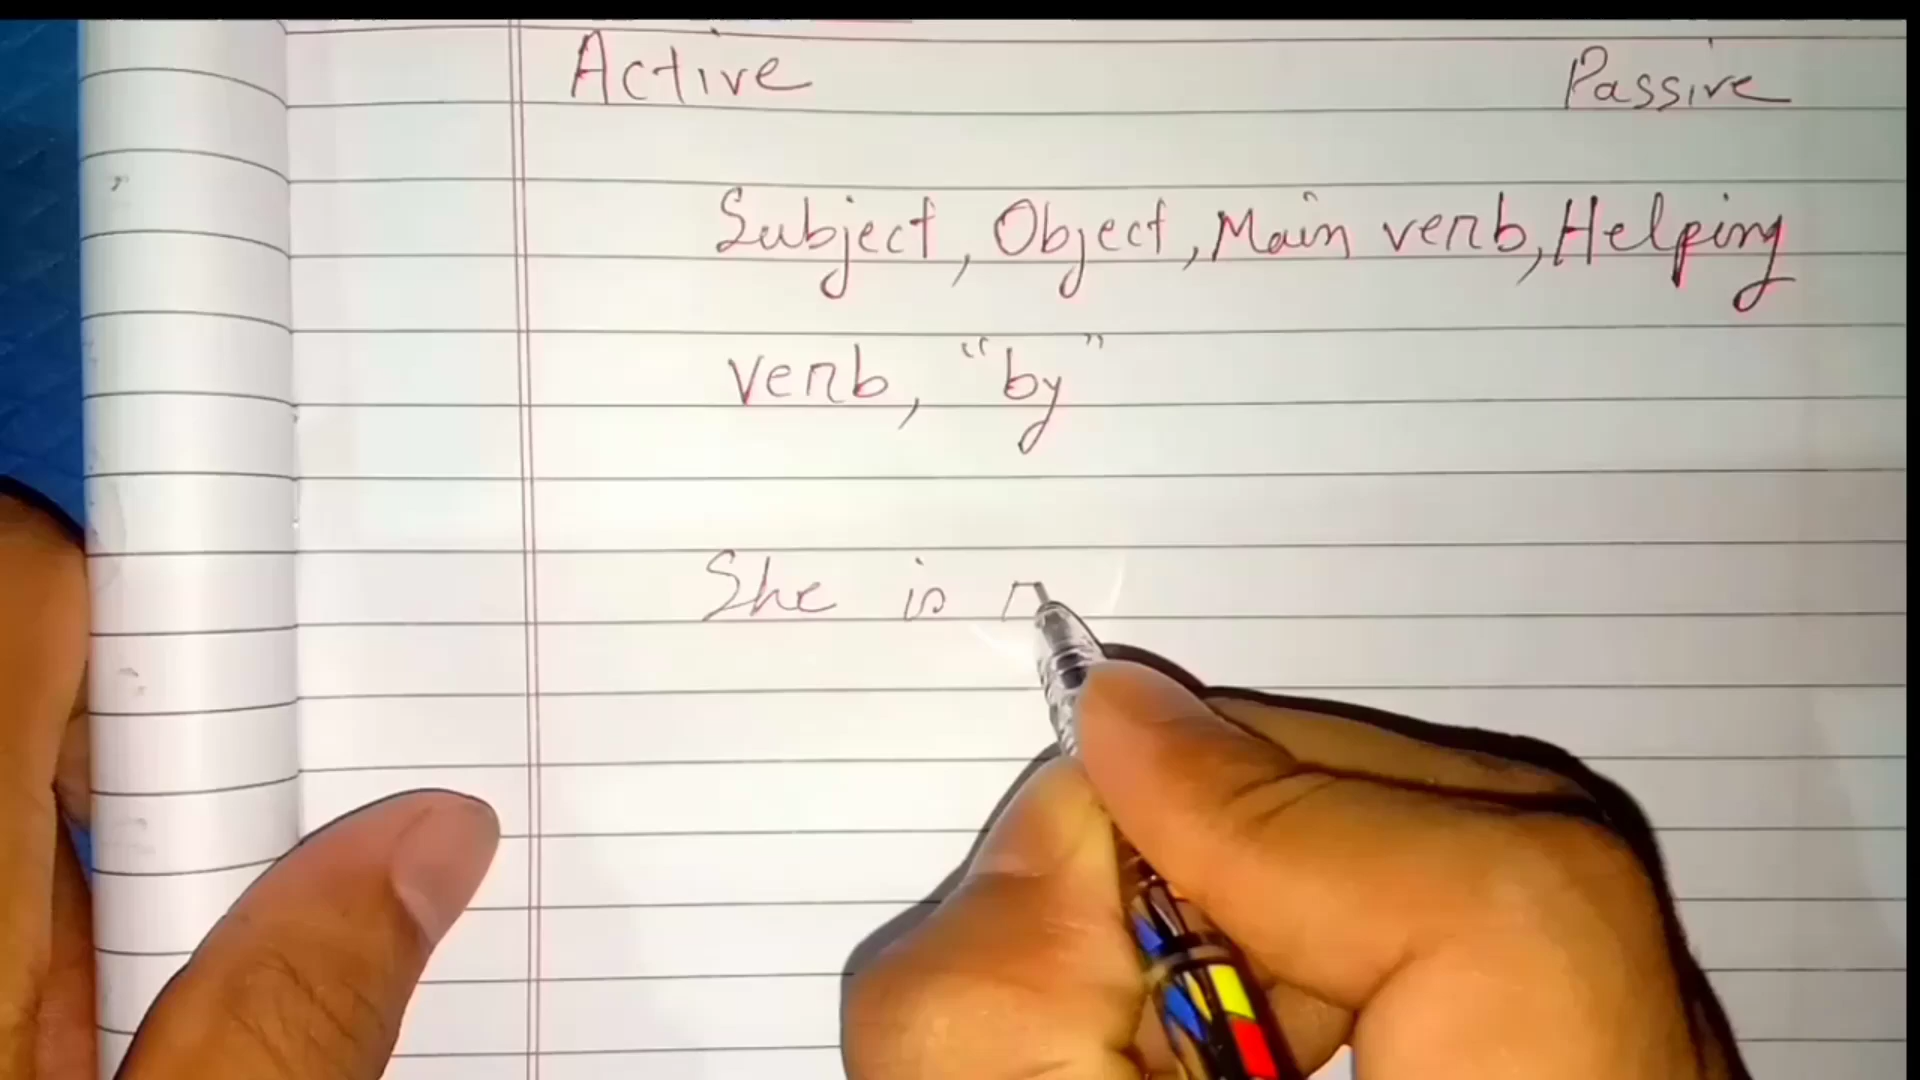 Active Passive
Subject, Object, Main verb, Helping
verb, "by"
She is